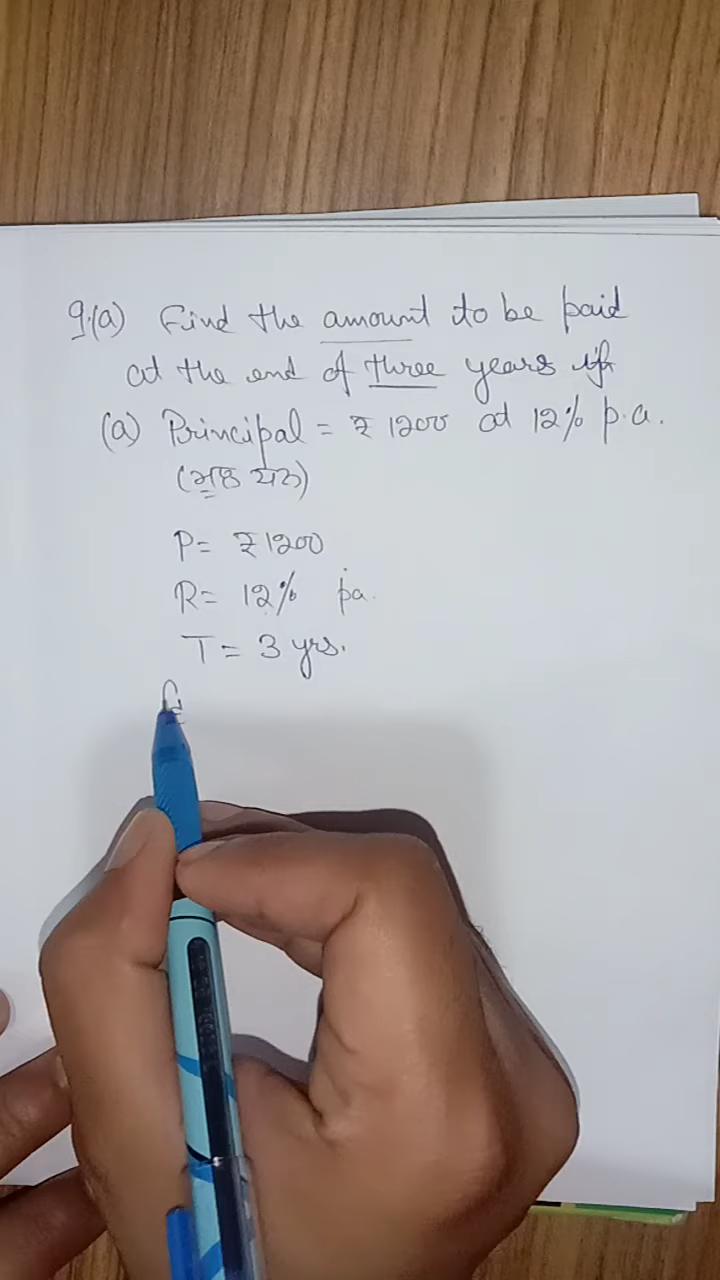 9.(a) Find the amount to be paid
at the end of three years if
(a) Principal = ₹ 1200 at 12% p.a.
(मूल धन)
P= ₹1200
R= 12% pa.
T = 3 yrs.